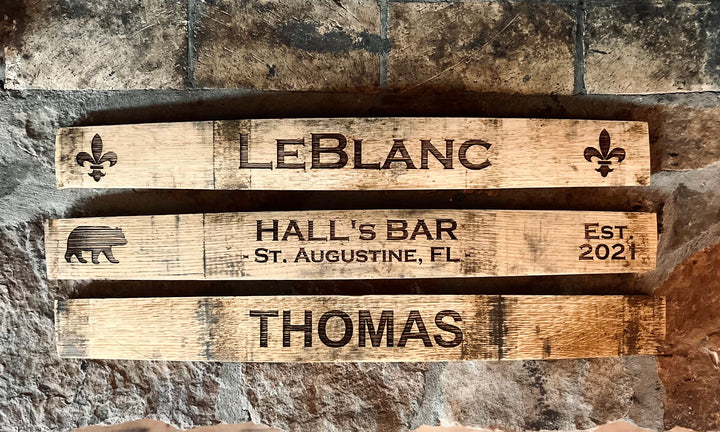 LEBLANC
HALL's BAR
- ST. AUGUSTINE, FL -
EST.
2021
THOMAS